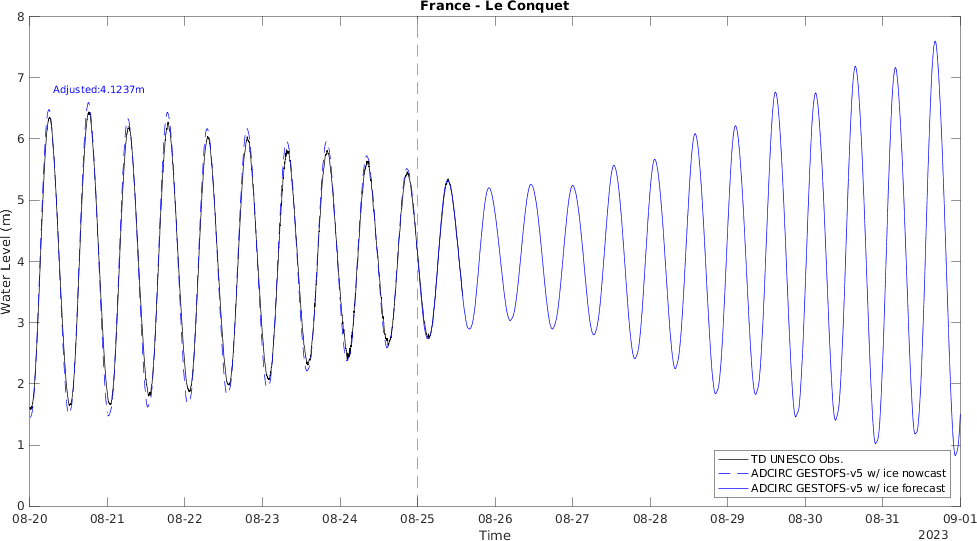 France - Le Conquet
8
7
6
5
4
3
2
1
0
Water Level (m)
Adjusted:4.1237m
TD UNESCO Obs.
ADCIRC GESTOFS-v5 w/ ice nowcast
ADCIRC GESTOFS-v5 w/ ice forecast
08-20 08-21 08-22 08-23 08-24 08-25 08-26 08-27 08-28 08-29 08-30 08-31 09-01
Time
2023